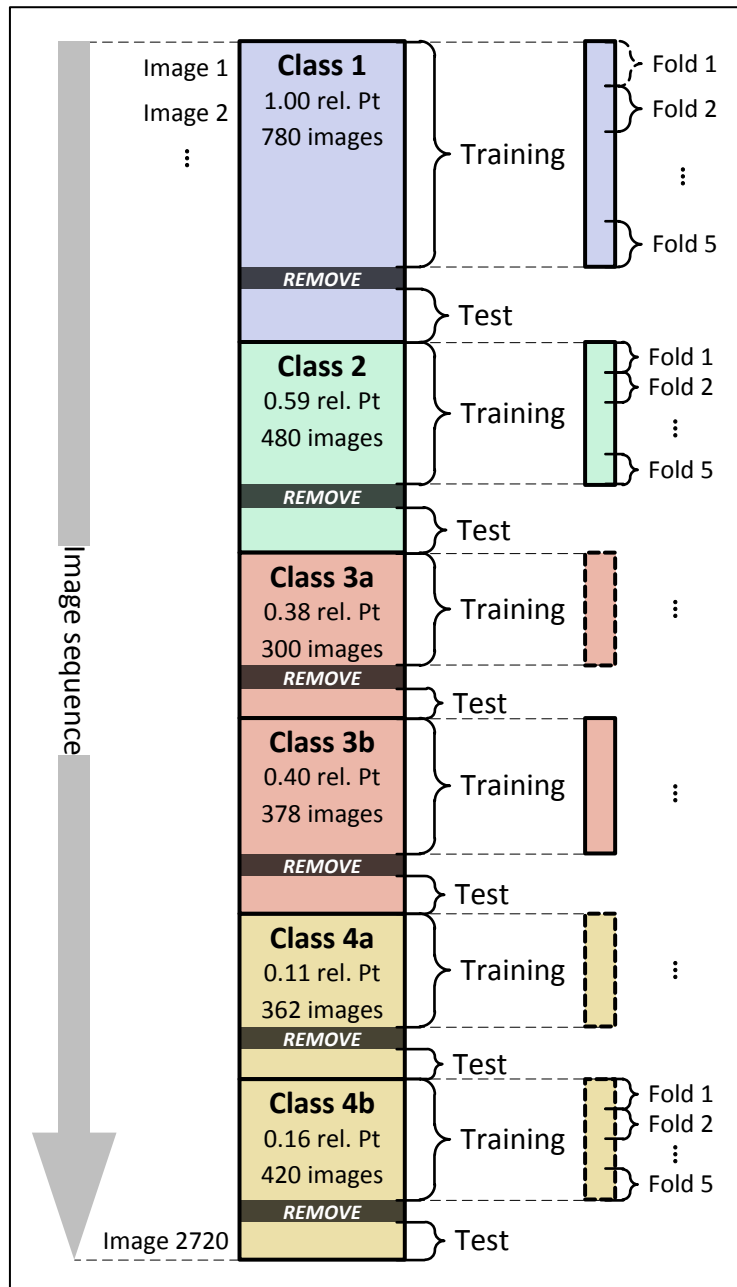 Image sequence
Image 1
Image 2
...
Class 1
1.00 rel. Pt
780 images
REMOVE
Training
Test
Fold 1
Fold 2
...
Fold 5
Class 2
0.59 rel. Pt
480 images
REMOVE
Training
Test
Fold 1
Fold 2
...
Fold 5
Class 3a
0.38 rel. Pt
300 images
REMOVE
Training
Test
...
Class 3b
0.40 rel. Pt
378 images
REMOVE
Training
Test
...
Class 4a
0.11 rel. Pt
362 images
REMOVE
Training
Test
...
Class 4b
0.16 rel. Pt
420 images
REMOVE
Training
Test
Fold 1
Fold 2
...
Fold 5
Image 2720